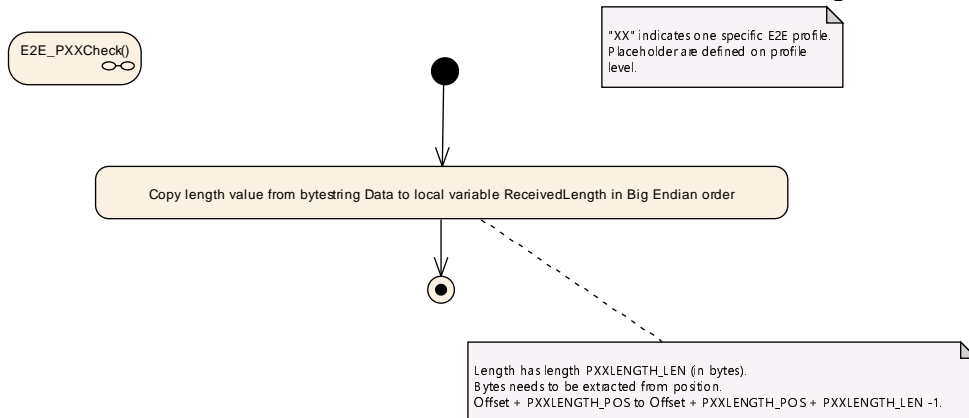 "XX" indicates one specific E2E profile.
Placeholder are defined on profile
level.
E2E_PXXCheck()
Copy length value from bytestring Data to local variable ReceivedLength in Big Endian order
Length has length PXXLENGTH_LEN (in bytes).
Bytes needs to be extracted from position.
Offset + PXXLENGTH_POS to Offset + PXXLENGTH_POS + PXXLENGTH_LEN -1.